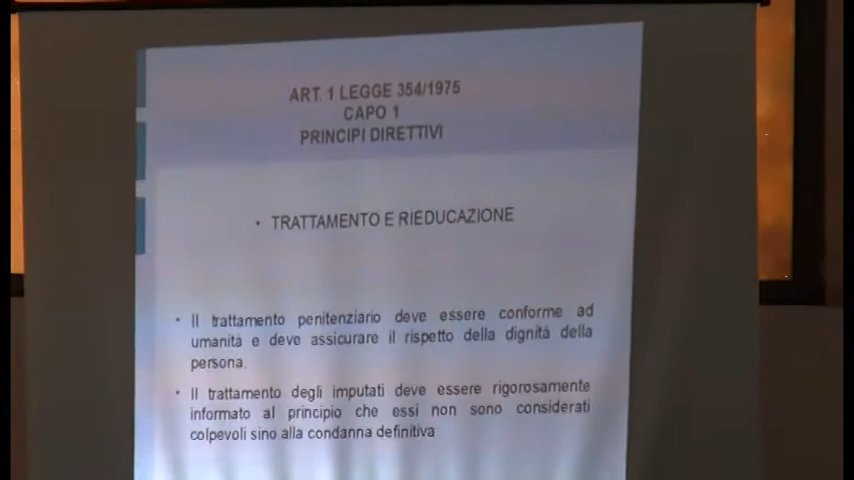 ART. 1 LEGGE 354/1975
CAPO 1
PRINCIPI DIRETTIVI
• TRATTAMENTO E RIEDUCAZIONE
• Il trattamento penitenziario deve essere conforme ad
umanità e deve assicurare il rispetto della dignità della
persona.
• Il trattamento degli imputati deve essere rigorosamente
informato al principio che essi non sono considerati
colpevoli sino alla condanna definitiva